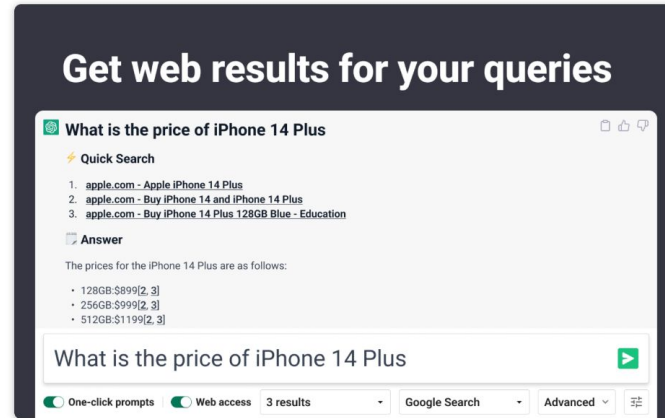 Get web results for your queries
What is the price of iPhone 14 Plus
⚡ Quick Search
1. apple.com - Apple iPhone 14 Plus
2. apple.com - Buy iPhone 14 and iPhone 14 Plus
3. apple.com - Buy iPhone 14 Plus 128GB Blue - Education
Answer
The prices for the iPhone 14 Plus are as follows:
• 128GB:$899[2, 3]
• 256GB:$999[2, 3]
• 512GB:$1199[2, 3]
What is the price of iPhone 14 Plus
One-click prompts Web access 3 results Google Search Advanced